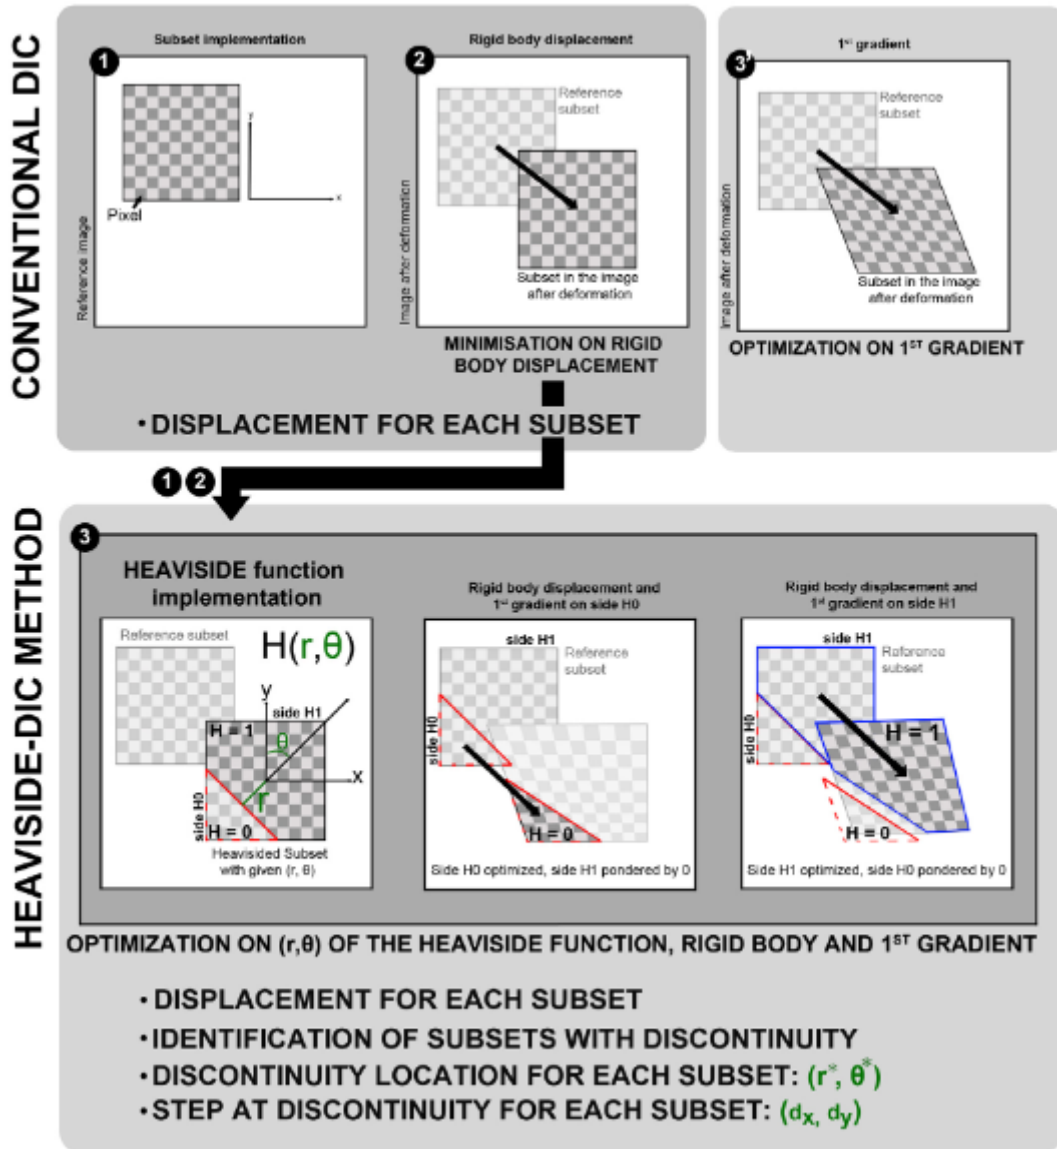 CONVENTIONAL DIC
1
Subset implementation
Reference image
Pixel
y
x
2
Rigid body displacement
Image after deformation
Reference
subset
Subset in the image
after deformation
MINIMISATION ON RIGID
BODY DISPLACEMENT
3'
1st gradient
Image after deformation
Reference
subset
Subset in the image
after deformation
OPTIMIZATION ON 1ST GRADIENT
• DISPLACEMENT FOR EACH SUBSET
1 2
HEAVISIDE-DIC METHOD
3
HEAVISIDE function
implementation
Reference subset
H(r,θ)
y
side H1
H = 1
θ
x
r
side H0
H = 0
Heavisided Subset
with given (r, θ)
Rigid body displacement and
1st gradient on side H0
side H1
Reference
subset
side H0
H = 0
Side H0 optimized, side H1 pondered by 0
Rigid body displacement and
1st gradient on side H1
side H1
Reference
subset
side H0
H = 1
H = 0
Side H1 optimized, side H0 pondered by 0
OPTIMIZATION ON (r,θ) OF THE HEAVISIDE FUNCTION, RIGID BODY AND 1ST GRADIENT
• DISPLACEMENT FOR EACH SUBSET
• IDENTIFICATION OF SUBSETS WITH DISCONTINUITY
• DISCONTINUITY LOCATION FOR EACH SUBSET: (r*, θ*)
• STEP AT DISCONTINUITY FOR EACH SUBSET: (dx, dy)